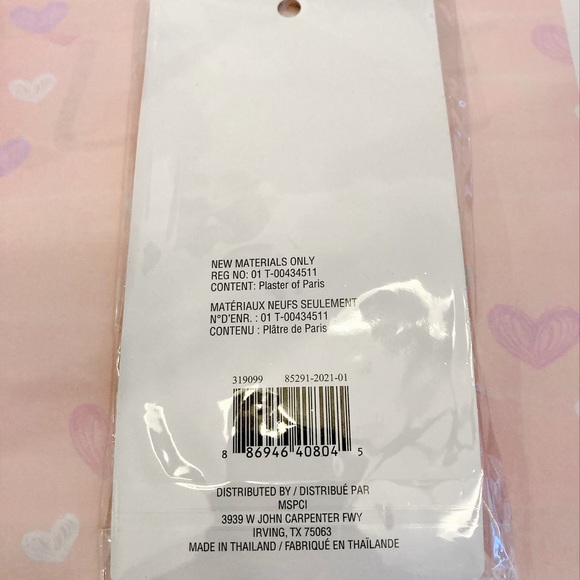 NEW MATERIALS ONLY
REG NO: 01 T-00434511
CONTENT: Plaster of Paris
MATÉRIAUX NEUFS SEULEMENT
N°D'ENR. : 01 T-00434511
CONTENU : Plâtre de Paris
319099 85291-2021-01
8 86946 40804 5
DISTRIBUTED BY / DISTRIBUÉ PAR
MSPCI
3939 W JOHN CARPENTER FWY
IRVING, TX 75063
MADE IN THAILAND / FABRIQUÉ EN THAÏLANDE